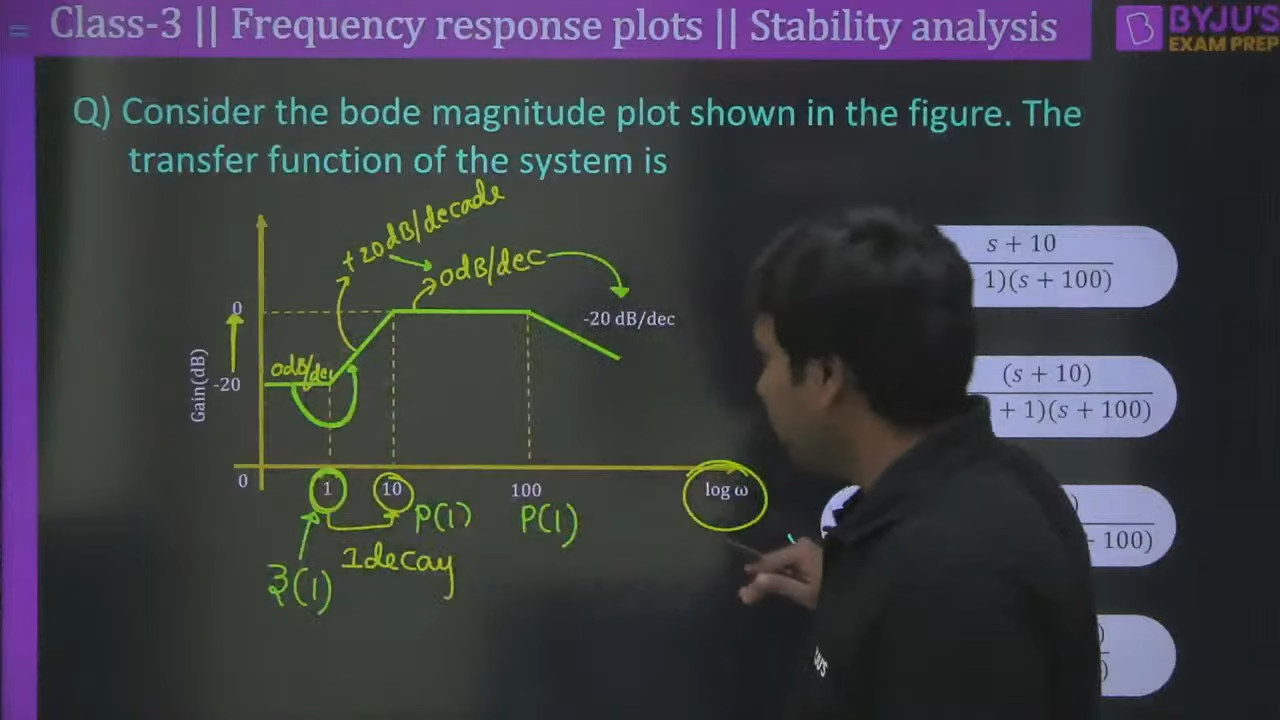 Class-3 || Frequency response plots || Stability analysis
BYJU'S
EXAM PREP
Q) Consider the bode magnitude plot shown in the figure. The
transfer function of the system is
+20dB/decade
0dB/dec
0
-20 dB/dec
0dB/dec
-20
Gain(dB)
0
1
10
100
log ω
P(1)
P(1)
1decay
Z(1)
s + 10
1)(s + 100)
(s + 10)
+ 1)(s + 100)
)
- 100)
)
)